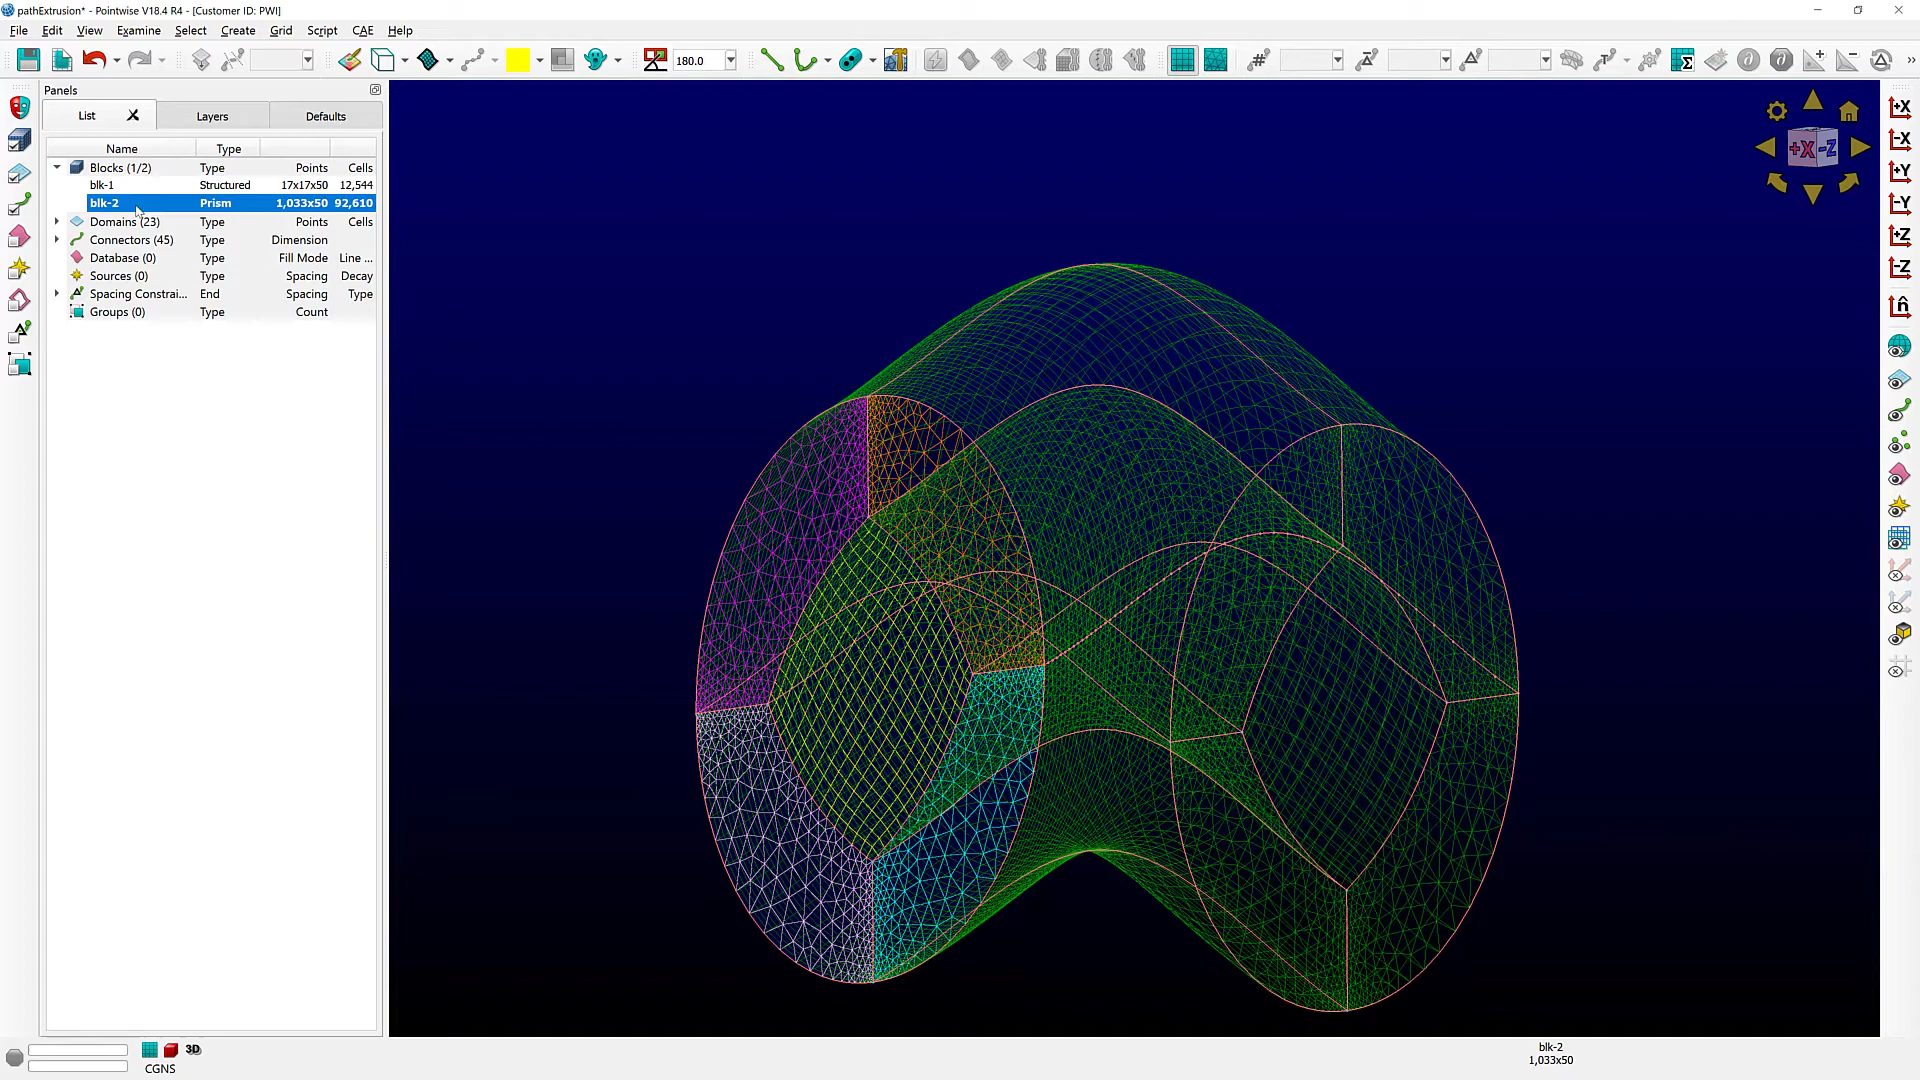 pathExtrusion* - Pointwise V18.4 R4 - [Customer ID: PWI]
File Edit View Examine Select Create Grid Script CAE Help
180.0
Panels
List Layers Defaults
Name Type
Blocks (1/2) Type Points Cells
blk-1 Structured 17x17x50 12,544
blk-2 Prism 1,033x50 92,610
Domains (23) Type Points Cells
Connectors (45) Type Dimension
Database (0) Type Fill Mode Line ...
Sources (0) Type Spacing Decay
Spacing Constrai... End Spacing Type
Groups (0) Type Count
+X -Z
+X
-X
+Y
-Y
+Z
-Z
n̂
3D
CGNS
blk-2
1,033x50